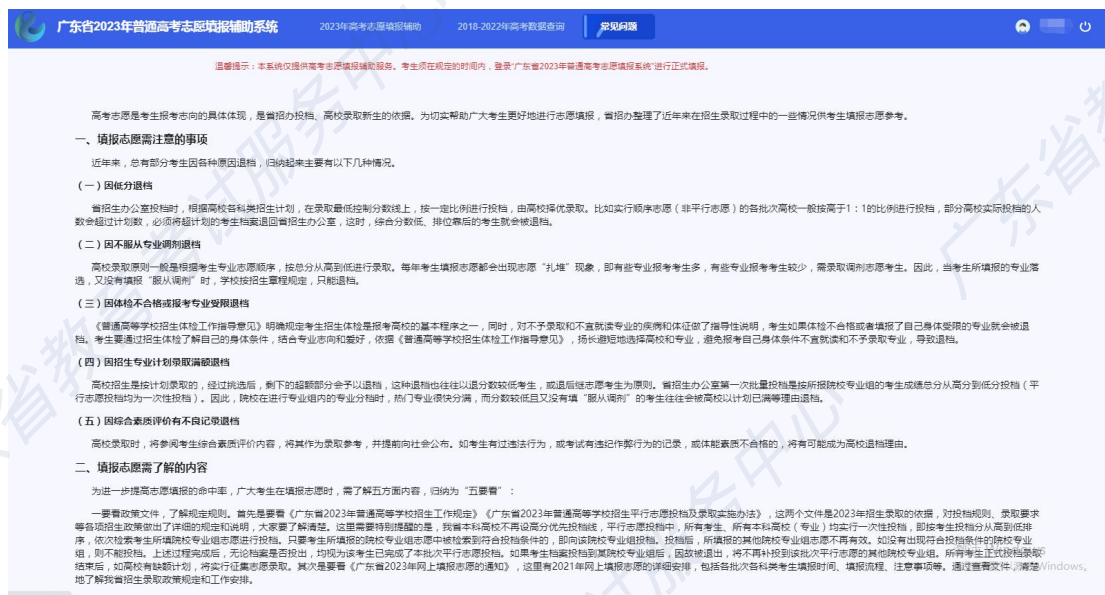 广东省2023年普通高考志愿填报辅助系统
2023年高考志愿填报辅助
2018-2022年高考数据查询
常见问题
温馨提示：本系统仅提供高考志愿填报辅助服务。考生须在规定的时间内，登录"广东省2023年普通高考志愿填报系统"进行正式填报。
高考志愿是考生报考志向的具体体现，是省招办投档、高校录取新生的依据。为切实帮助广大考生更好地进行志愿填报，省招办整理了近年来在招生录取过程中的一些情况供考生填报志愿参考。
一、填报志愿需注意的事项
近年来，总有部分考生因各种原因退档，归纳起来主要有以下几种情况。
（一）因低分退档
省招生办公室投档时，根据高校各科类招生计划，在录取最低控制分数线上，按一定比例进行投档，由高校择优录取。比如实行顺序志愿（非平行志愿）的各批次高校一般按高于1：1的比例进行投档，部分高校实际投档的人
数会超过计划数，必须将超计划的考生档案退回省招生办公室，这时，综合分数低、排位靠后的考生就会被退档。
（二）因不服从专业调剂退档
高校录取原则一般是根据考生专业志愿顺序，按总分从高到低进行录取。每年考生填报志愿都会出现志愿"扎堆"现象，即有些专业报考考生多，有些专业报考考生较少，需录取调剂志愿考生。因此，当考生所填报的专业落
选，又没有填报"服从调剂"时，学校按招生章程规定，只能退档。
（三）因体检不合格或报考专业受限退档
《普通高等学校招生体检工作指导意见》明确规定考生招生体检是报考高校的基本程序之一，同时，对不予录取和不宜就读专业的疾病和体征做了指导性说明，考生如果体检不合格或者填报了自己身体受限的专业就会被退
档。考生要通过招生体检了解自己的身体条件，结合专业志向和爱好，依据《普通高等学校招生体检工作指导意见》，扬长避短地选择高校和专业，避免报考自己身体条件不宜就读和不予录取专业，导致退档。
（四）因招生专业计划录取满额退档
高校招生是按计划录取的，经过挑选后，剩下的超额部分会予以退档，这种退档也往往以退分数较低考生，或退后继志愿考生为原则。省招生办公室第一次批量投档是按所报院校专业组的考生成绩总分从高分到低分投档（平
行志愿投档均为一次性投档）。因此，院校在进行专业组内的专业分档时，热门专业很快分满，而分数较低且又没有填"服从调剂"的考生往往会被高校以计划已满等理由退档。
（五）因综合素质评价有不良记录退档
高校录取时，将参阅考生综合素质评价内容，将其作为录取参考，并提前向社会公布。如考生有过违法行为，或考试有违纪作弊行为的记录，或体能素质不合格的，将有可能成为高校退档理由。
二、填报志愿需了解的内容
为进一步提高志愿填报的命中率，广大考生在填报志愿时，需了解五方面内容，归纳为"五要看"：
一要看政策文件，了解规定规则。首先是要看《广东省2023年普通高等学校招生工作规定》《广东省2023年普通高等学校招生平行志愿投档及录取实施办法》，这两个文件是2023年招生录取的依据，对投档规则、录取要求
等各项招生政策做出了详细的规定和说明，大家要了解清楚。这里需要特别提醒的是，我省本科高校不再设高分优先投档线，平行志愿投档中，所有考生、所有本科高校（专业）均实行一次性投档，即按考生投档分从高到低排
序，依次检索考生所填院校专业组志愿进行投档。只要考生所填报的院校专业组志愿中被检索到符合投档条件的，即向该院校专业组投档。投档后，所填报的其他院校专业组志愿不再有效。如没有出现符合投档条件的院校专业
组，则不能投档。上述过程完成后，无论档案是否投出，均视为该考生已完成了本批次平行志愿投档。如果考生档案投档到某院校专业组后，因故被退出，将不再补投到该批次平行志愿的其他院校专业组。所有考生正式投档录取
结束后，如高校有缺额计划，将实行征集志愿录取。其次是要看《广东省2023年网上填报志愿的通知》，这里有2021年网上填报志愿的详细安排，包括各批次各科类考生填报时间、填报流程、注意事项等。通过查看文件，清楚
地了解我省招生录取政策规定和工作安排。